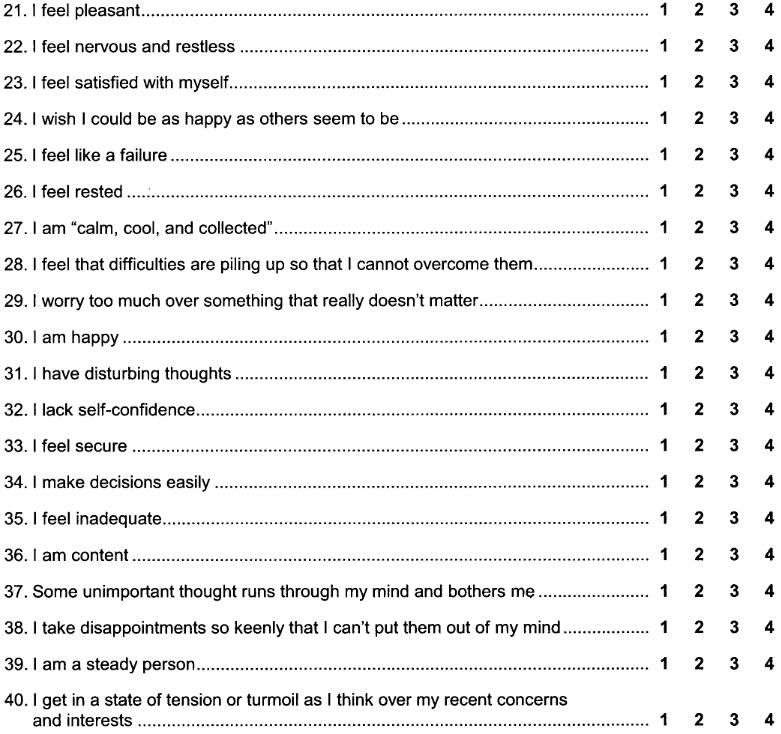 21. I feel pleasant.......... 1 2 3 4
22. I feel nervous and restless .......... 1 2 3 4
23. I feel satisfied with myself.......... 1 2 3 4
24. I wish I could be as happy as others seem to be .......... 1 2 3 4
25. I feel like a failure .......... 1 2 3 4
26. I feel rested .......... 1 2 3 4
27. I am “calm, cool, and collected”.......... 1 2 3 4
28. I feel that difficulties are piling up so that I cannot overcome them.......... 1 2 3 4
29. I worry too much over something that really doesn’t matter.......... 1 2 3 4
30. I am happy .......... 1 2 3 4
31. I have disturbing thoughts .......... 1 2 3 4
32. I lack self-confidence.......... 1 2 3 4
33. I feel secure .......... 1 2 3 4
34. I make decisions easily .......... 1 2 3 4
35. I feel inadequate.......... 1 2 3 4
36. I am content .......... 1 2 3 4
37. Some unimportant thought runs through my mind and bothers me .......... 1 2 3 4
38. I take disappointments so keenly that I can’t put them out of my mind .......... 1 2 3 4
39. I am a steady person.......... 1 2 3 4
40. I get in a state of tension or turmoil as I think over my recent concerns
and interests .......... 1 2 3 4